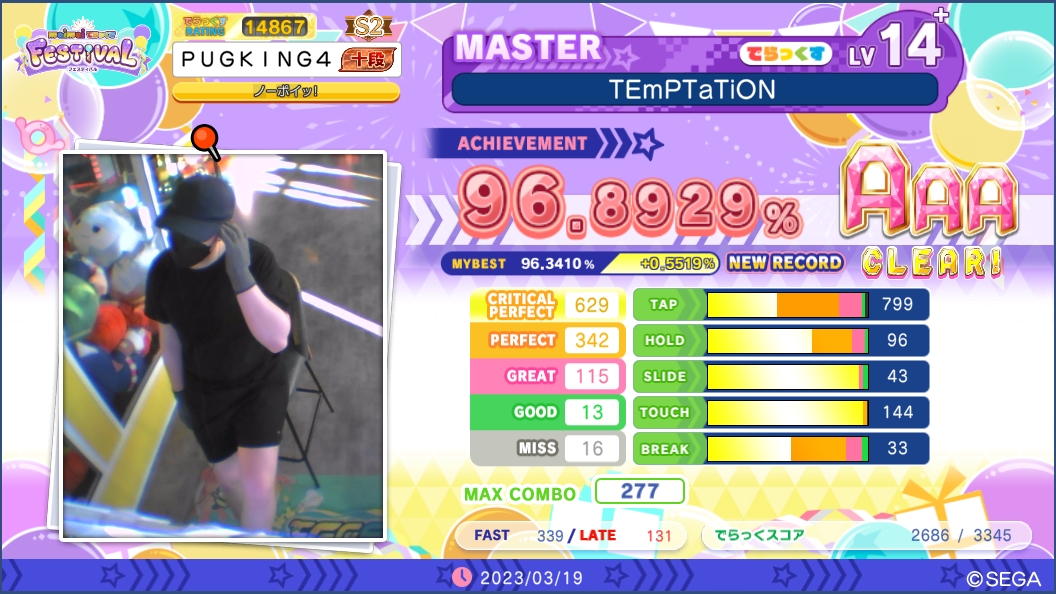 maimai でらっくす
FESTiVAL
フェスティバル
でらっくす
RATING
14867
S2
PUGKING4
十段
ノーポイッ!
MASTER
でらっくす
LV 14+
TEmPTaTiON
ACHIEVEMENT
96.8929%
AAA
MYBEST 96.3410% +0.5519% NEW RECORD
CLEAR!
CRITICAL PERFECT 629
TAP 799
PERFECT 342
HOLD 96
GREAT 115
SLIDE 43
GOOD 13
TOUCH 144
MISS 16
BREAK 33
MAX COMBO 277
FAST 339 / LATE 131
でらっくスコア 2686 / 3345
2023/03/19
©SEGA